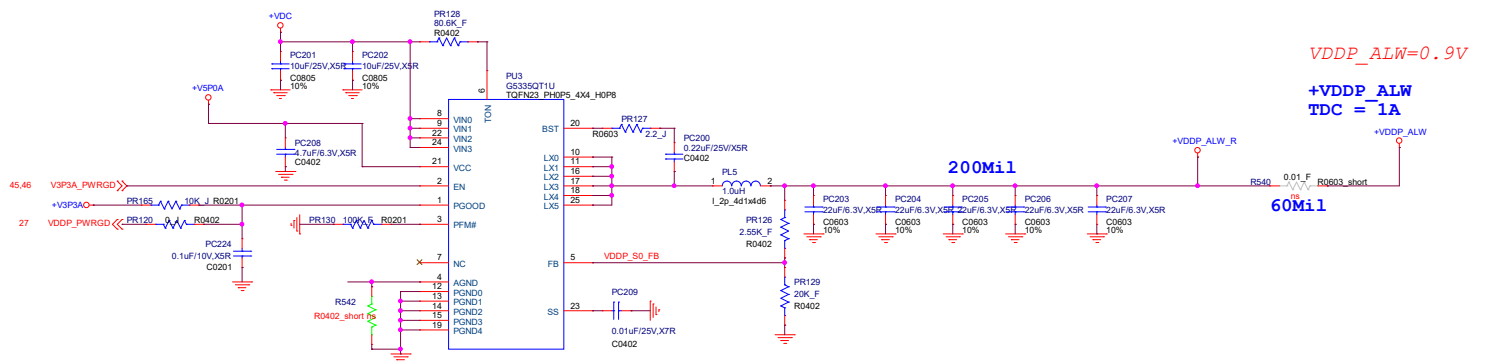 +VDC
PR128
80.6K_F
R0402
PC201
10uF/25V,X5R
C0805
10%
PC202
10uF/25V,X5R
C0805
10%
PU3
G5335QT1U
TQFN23_PH0P5_4X4_H0P8
VDDP_ALW=0.9V
+VDDP_ALW
TDC = 1A
+V5P0A
PC208
4.7uF/6.3V,X5R
C0402
6
TON
8 VIN0
9 VIN1
22 VIN2
24 VIN3
21 VCC
2 EN
1 PGOOD
3 PFM#
7 NC
4 AGND
12 PGND0
13 PGND1
14 PGND2
15 PGND3
19 PGND4
BST 20
LX0 10
LX1 11
LX2 16
LX3 17
LX4 18
LX5 25
FB 5
SS 23
R0603
PR127
2.2_J
PC200
0.22uF/25V/X5R
C0402
PL5
1 2
1.0uH
I_2p_4d1x4d6
200Mil
+VDDP_ALW_R
+VDDP_ALW
R540
0.01_F
R0603_short
ns
60Mil
45,46 V3P3A_PWRGD
+V3P3A
PR165 10K_J R0201
27 VDDP_PWRGD
PR120 0_J R0402
PR130 100K_F R0201
PC224
0.1uF/10V,X5R
C0201
R542
R0402_short ns
PC203
22uF/6.3V,X5R
C0603
10%
PC204
22uF/6.3V,X5R
C0603
10%
PC205
22uF/6.3V,X5R
C0603
10%
PC206
22uF/6.3V,X5R
C0603
10%
PC207
22uF/6.3V,X5R
C0603
10%
PR126
2.55K_F
R0402
VDDP_S0_FB
PR129
20K_F
R0402
PC209
0.01uF/25V,X7R
C0402